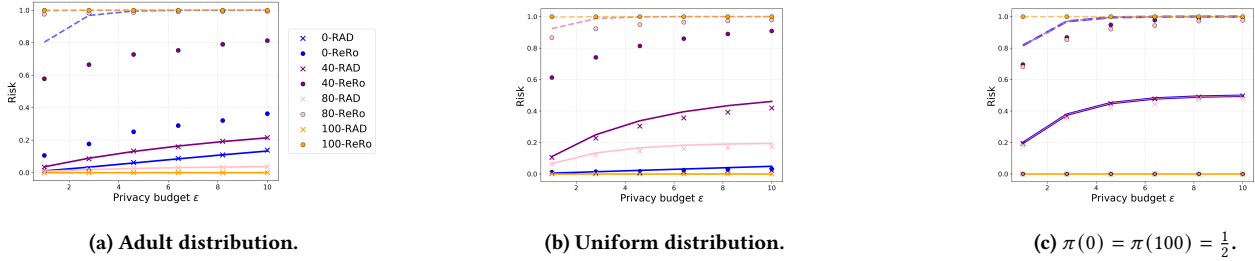 1.0
0.8
0.6
0.4
0.2
0.0
Risk
2 4 6 8 10
Privacy budget ε
0-RAD
0-ReRo
40-RAD
40-ReRo
80-RAD
80-ReRo
100-RAD
100-ReRo
(a) Adult distribution.
1.0
0.8
0.6
0.4
0.2
0.0
Risk
2 4 6 8 10
Privacy budget ε
(b) Uniform distribution.
1.0
0.8
0.6
0.4
0.2
0.0
Risk
2 4 6 8 10
Privacy budget ε
(c) π(0) = π(100) = 1/2.